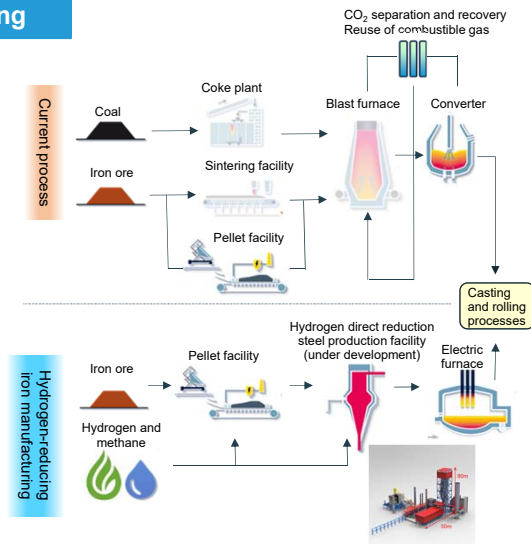 ng
CO₂ separation and recovery
Reuse of combustible gas
Current process
Coal
Coke plant
Blast furnace
Converter
Iron ore
Sintering facility
Pellet facility
Casting
and rolling
processes
Hydrogen-reducing
iron manufacturing
Iron ore
Pellet facility
Hydrogen direct reduction
steel production facility
(under development)
Electric
furnace
Hydrogen and
methane